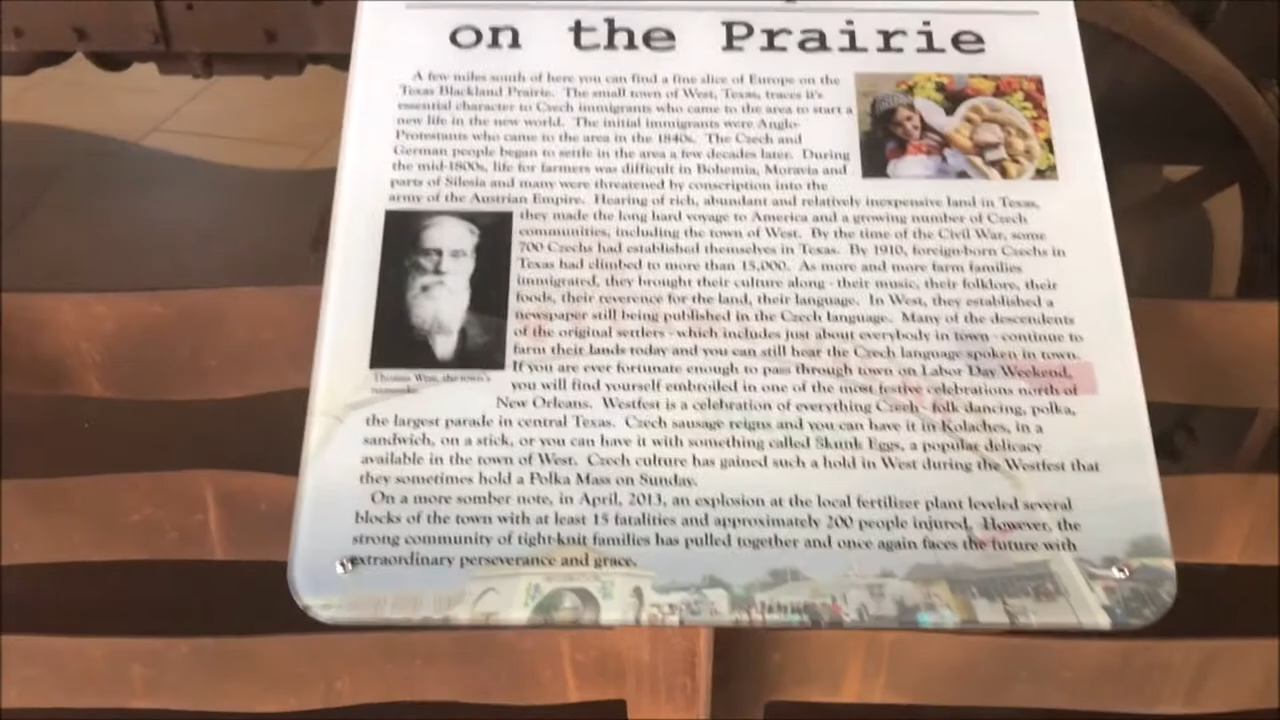 on the Prairie
A few miles south of here you can find a fine slice of Europe on the
Texas Blackland Prairie. The small town of West, Texas, traces it's
essential character to Czech immigrants who came to the area to start a
new life in the new world. The initial immigrants were Anglo-
Protestants who came to the area in the 1840s. The Czech and
German people began to settle in the area a few decades later. During
the mid-1800s, life for farmers was difficult in Bohemia, Moravia and
parts of Silesia and many were threatened by conscription into the
army of the Austrian Empire. Hearing of rich, abundant and relatively inexpensive land in Texas,
they made the long hard voyage to America and a growing number of Czech
communities, including the town of West. By the time of the Civil War, some
700 Czechs had established themselves in Texas. By 1910, foreign-born Czechs in
Texas had climbed to more than 15,000. As more and more farm families
immigrated, they brought their culture along - their music, their folklore, their
foods, their reverence for the land, their language. In West, they established a
newspaper still being published in the Czech language. Many of the descendents
of the original settlers - which includes just about everybody in town - continue to
farm their lands today and you can still hear the Czech language spoken in town.
If you are ever fortunate enough to pass through town on Labor Day Weekend,
you will find yourself embroiled in one of the most festive celebrations north of
New Orleans. Westfest is a celebration of everything Czech - folk dancing, polka,
the largest parade in central Texas. Czech sausage reigns and you can have it in Kolaches, in a
sandwich, on a stick, or you can have it with something called Skunk Eggs, a popular delicacy
available in the town of West. Czech culture has gained such a hold in West during the Westfest that
they sometimes hold a Polka Mass on Sunday.
On a more somber note, in April, 2013, an explosion at the local fertilizer plant leveled several
blocks of the town with at least 15 fatalities and approximately 200 people injured. However, the
strong community of tight-knit families has pulled together and once again faces the future with
extraordinary perseverance and grace.
Thomas West, the town's
namesake.